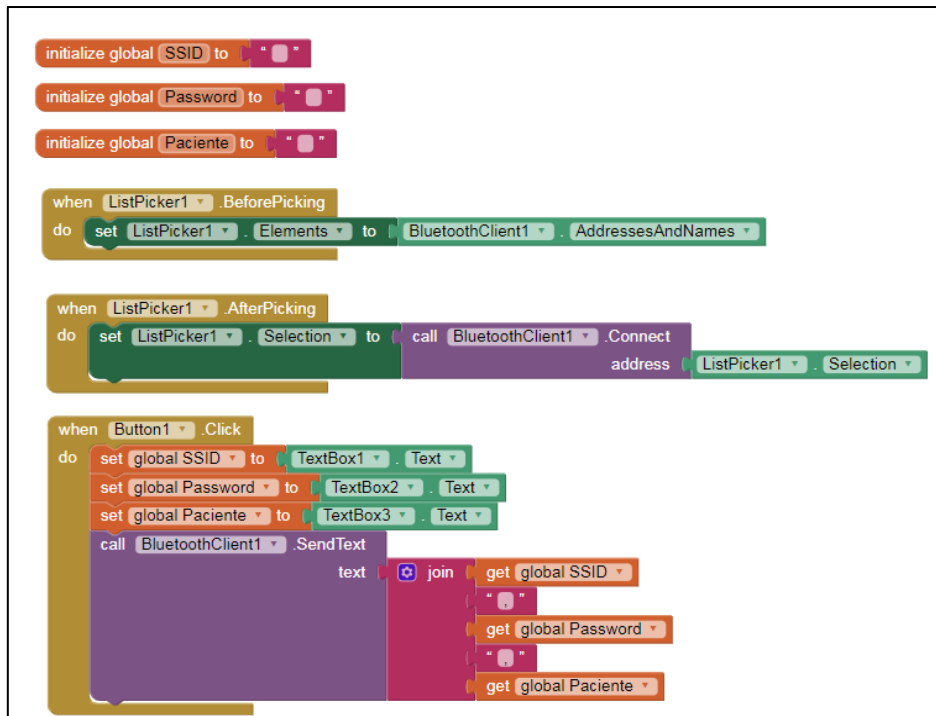 initialize global SSID to “ ”
initialize global Password to “ ”
initialize global Paciente to “ ”
when ListPicker1 .BeforePicking
do set ListPicker1 . Elements to BluetoothClient1 . AddressesAndNames
when ListPicker1 .AfterPicking
do set ListPicker1 . Selection to call BluetoothClient1 .Connect
address ListPicker1 . Selection
when Button1 .Click
do set global SSID to TextBox1 . Text
set global Password to TextBox2 . Text
set global Paciente to TextBox3 . Text
call BluetoothClient1 .SendText
text join get global SSID
“ , ”
get global Password
“ , ”
get global Paciente